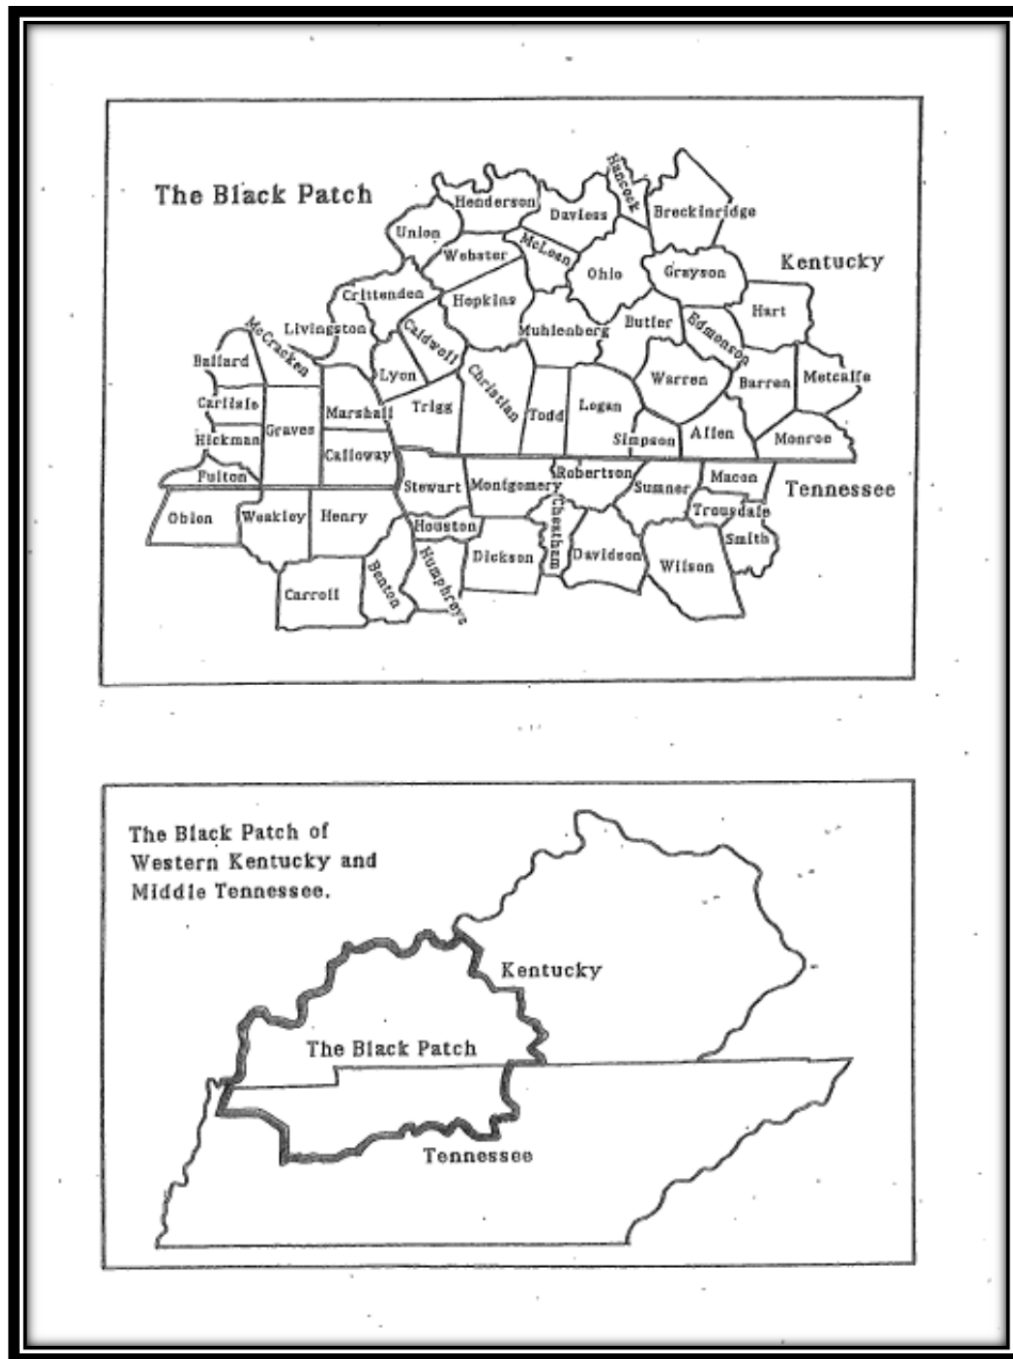 The Black Patch
Hancock
Henderson
Daviess
Breckinridge
Union
McLean
Webster
Ohio
Grayson
Kentucky
Crittenden
Hopkins
Hart
Livingston
McCracken
Caldwell
Muhlenberg
Butler
Edmonson
Ballard
Lyon
Christian
Warren
Barren
Metcalfe
Carlisle
Marshall
Trigg
Todd
Logan
Hickman
Graves
Calloway
Simpson
Allen
Monroe
Fulton
Stewart
Montgomery
Robertson
Sumner
Macon
Tennessee
Obion
Weakley
Henry
Houston
Cheatham
Trousdale
Smith
Carroll
Benton
Humphreys
Dickson
Davidson
Wilson
The Black Patch of
Western Kentucky and
Middle Tennessee.
Kentucky
The Black Patch
Tennessee